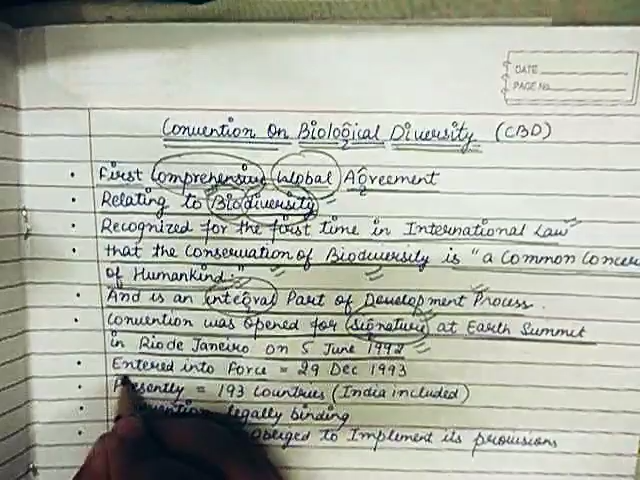 DATE
PAGE No.
Convention On Biological Diversity (CBD)
• First Comprehensive Global Agreement
• Relating to Biodiversity
• Recognized for the first time in International Law
• that the Conservation of Biodiversity is "a Common Concer
of Humankind."
• And is an integral Part of Development Process.
• Convention was opened for signature at Earth Summit
in Rio de Janeiro on 5 June 1992
• Entered into Force = 29 Dec 1993
• Presently = 193 Countries (India included)
• legally binding
• to Implement its provisions